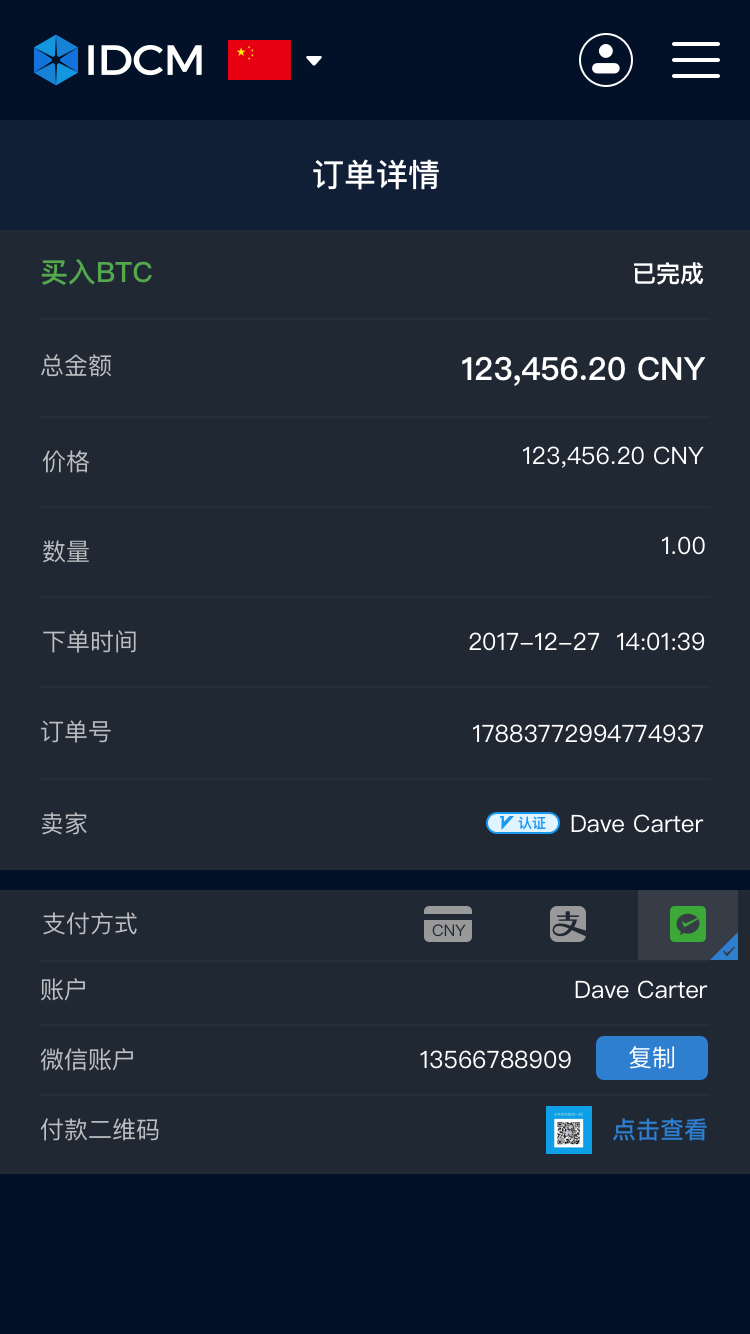 IDCM
订单详情
买入BTC 已完成
总金额 123,456.20 CNY
价格 123,456.20 CNY
数量 1.00
下单时间 2017-12-27 14:01:39
订单号 17883772994774937
卖家 V 认证 Dave Carter
支付方式 CNY 支
账户 Dave Carter
微信账户 13566788909 复制
付款二维码 点击查看